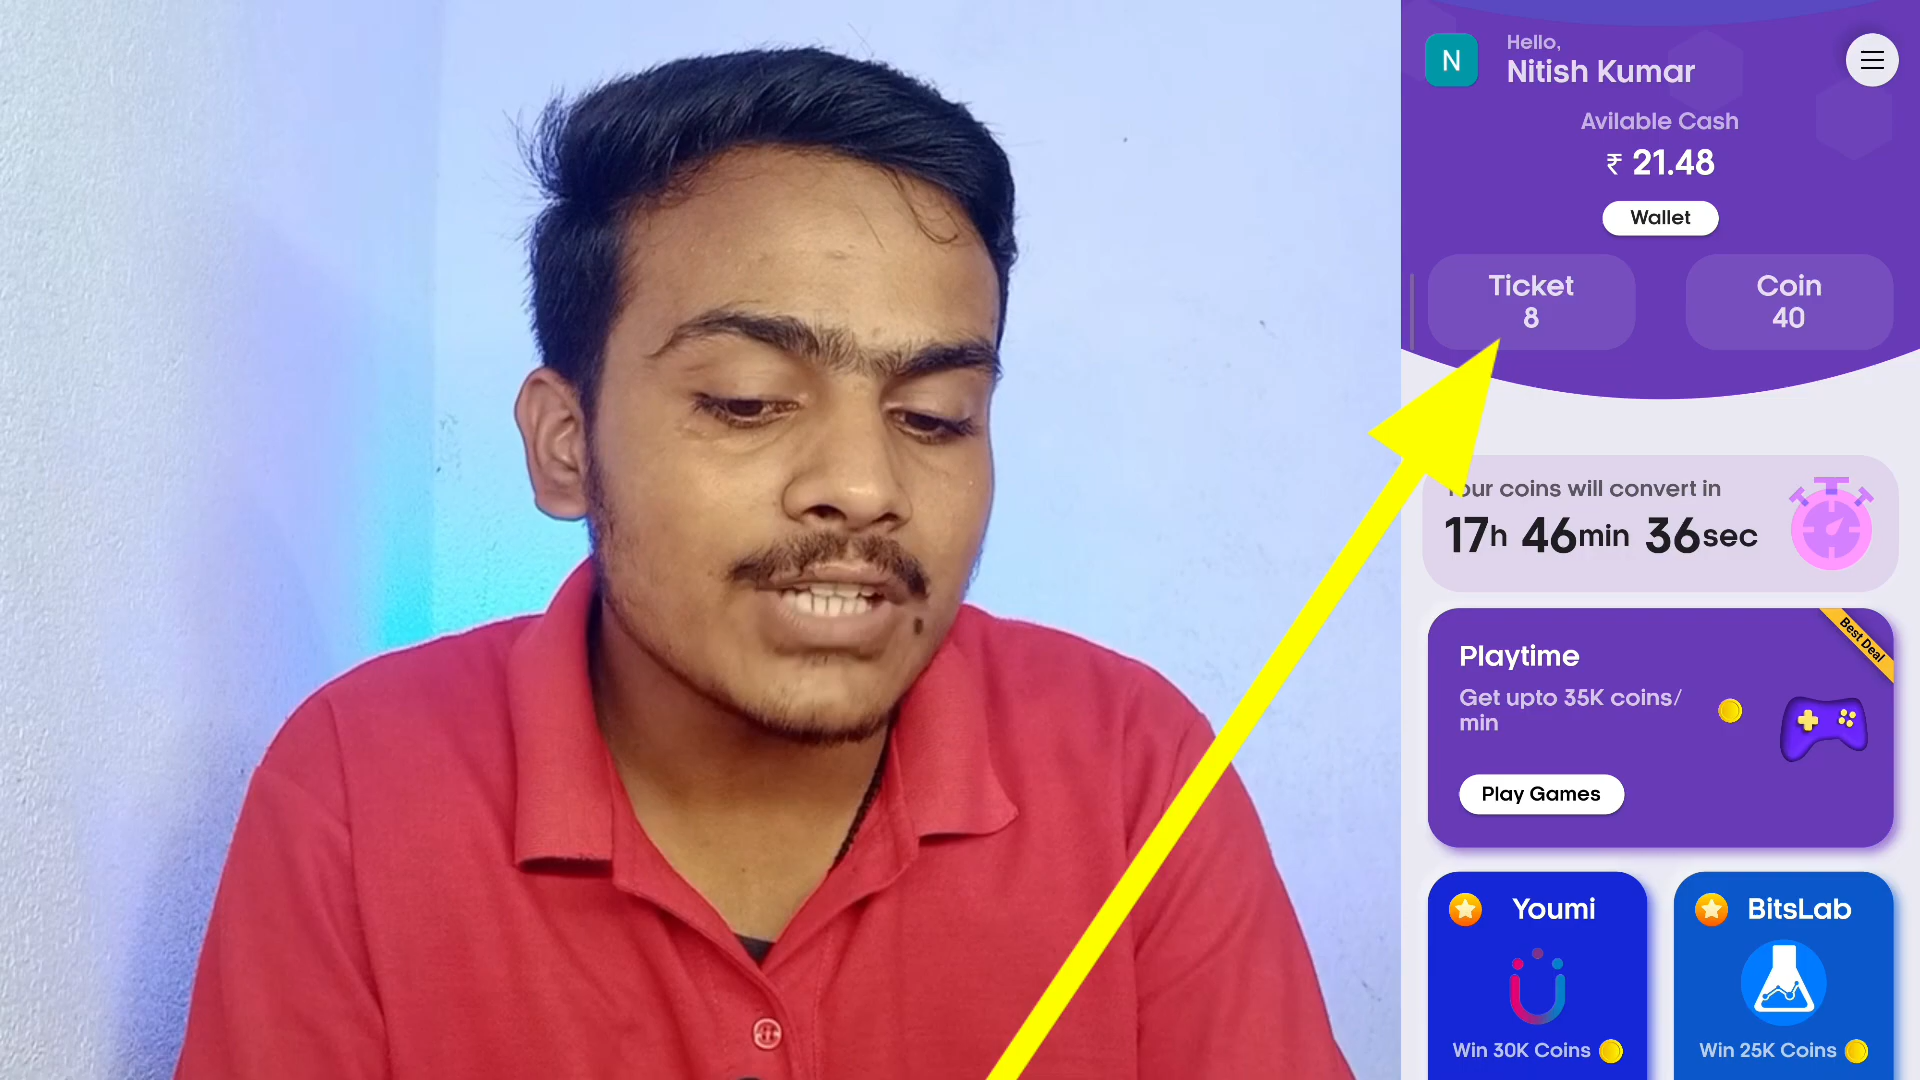 N
Hello,
Nitish Kumar
Avilable Cash
₹ 21.48
Wallet
Ticket
8
Coin
40
Your coins will convert in
17h 46min 36sec
Best Deal
Playtime
Get upto 35K coins/
min
Play Games
Youmi
Win 30K Coins
BitsLab
Win 25K Coins